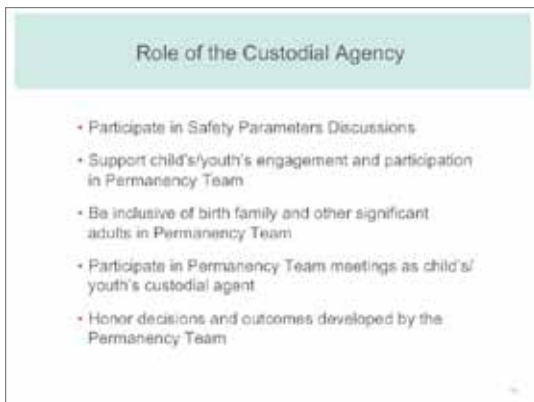 Role of the Custodial Agency
• Participate in Safety Parameters Discussions
• Support child's/youth's engagement and participation
in Permanency Team
• Be inclusive of birth family and other significant
adults in Permanency Team
• Participate in Permanency Team meetings as child's/
youth's custodial agent
• Honor decisions and outcomes developed by the
Permanency Team